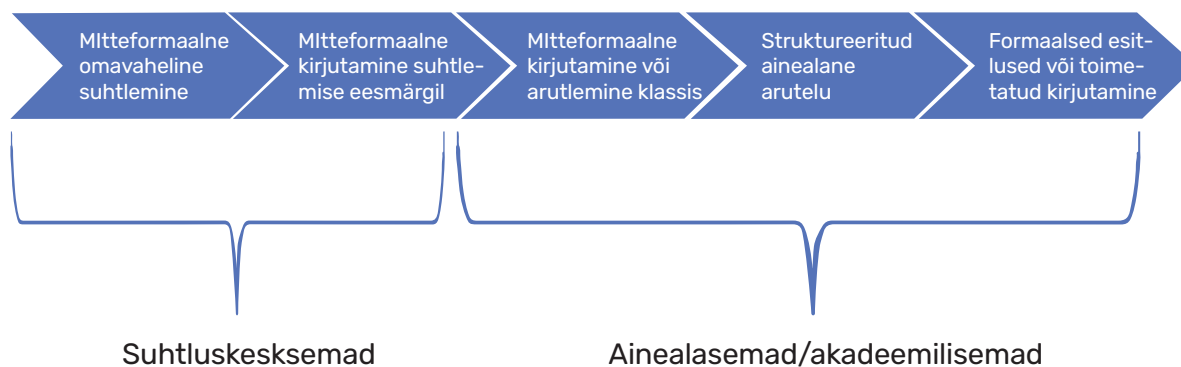 MItteformaalne
omavaheline
suhtlemine
MItteformaalne
kirjutamine suhtle-
mise eesmärgil
MItteformaalne
kirjutamine või
arutlemine klassis
Struktureeritud
ainealane
arutelu
Formaalsed esit-
lused või toime-
tatud kirjutamine
Suhtluskesksemad
Ainealasemad/akadeemilisemad